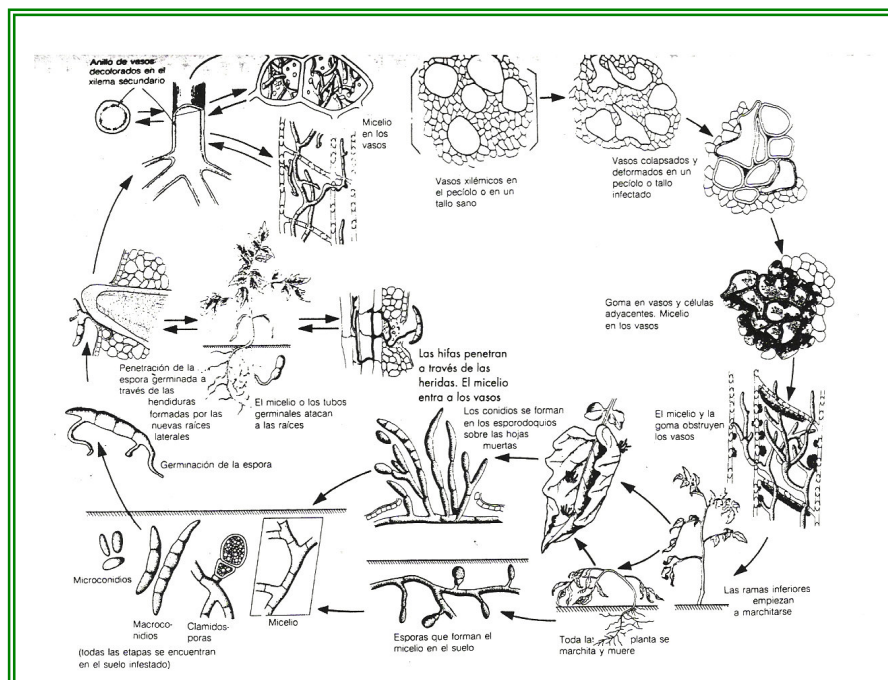 Anillo de vasos
decolorados en el
xilema secundario
Micelio
en los
vasos
Vasos xilémicos en
el pecíolo o en un
tallo sano
Vasos colapsados y
deformados en un
pecíolo o tallo
infectado
Goma en vasos y células
adyacentes. Micelio
en los vasos
Penetración de la
espora germinada a
través de las
hendiduras
formadas por las
nuevas raíces
laterales
El micelio o los tubos
germinales atacan
a las raíces
Las hifas penetran
a través de las
heridas. El micelio
entra a los vasos
Los conidios se forman
en los esporodoquios
sobre las hojas
muertas
El micelio y la
goma obstruyen
los vasos
Germinación de la espora
Microconidios
Macroco-
nidios
Clamidos-
poras
Micelio
(todas las etapas se encuentran
en el suelo infestado)
Esporas que forman el
micelio en el suelo
Toda la planta se
marchita y muere
Las ramas inferiores
empiezan
a marchitarse